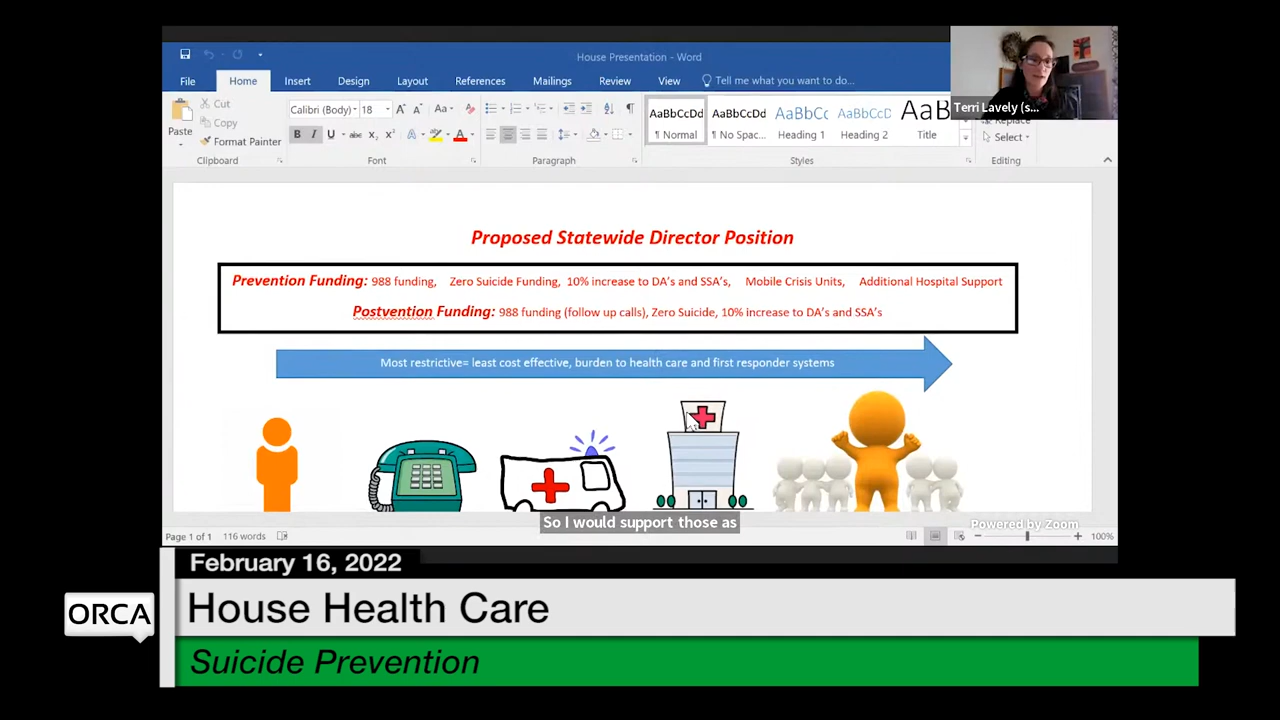 House Presentation - Word
File Home Insert Design Layout References Mailings Review View Tell me what you want to do...
Terri Lavely (s...
Paste
Cut
Copy
Format Painter
Clipboard
Calibri (Body) 18
B I U abc x₂ x²
Font
Paragraph
AaBbCcDd AaBbCcDd AaBbCc AaBbCcD AaB
¶ Normal ¶ No Spac... Heading 1 Heading 2 Title
Styles
Replace
Select
Editing
Proposed Statewide Director Position
Prevention Funding: 988 funding, Zero Suicide Funding, 10% increase to DA's and SSA's, Mobile Crisis Units, Additional Hospital Support
Postvention Funding: 988 funding (follow up calls), Zero Suicide, 10% increase to DA's and SSA's
Most restrictive= least cost effective, burden to health care and first responder systems
So I would support those as
Powered by Zoom
Page 1 of 1 116 words
100%
February 16, 2022
ORCA
House Health Care
Suicide Prevention